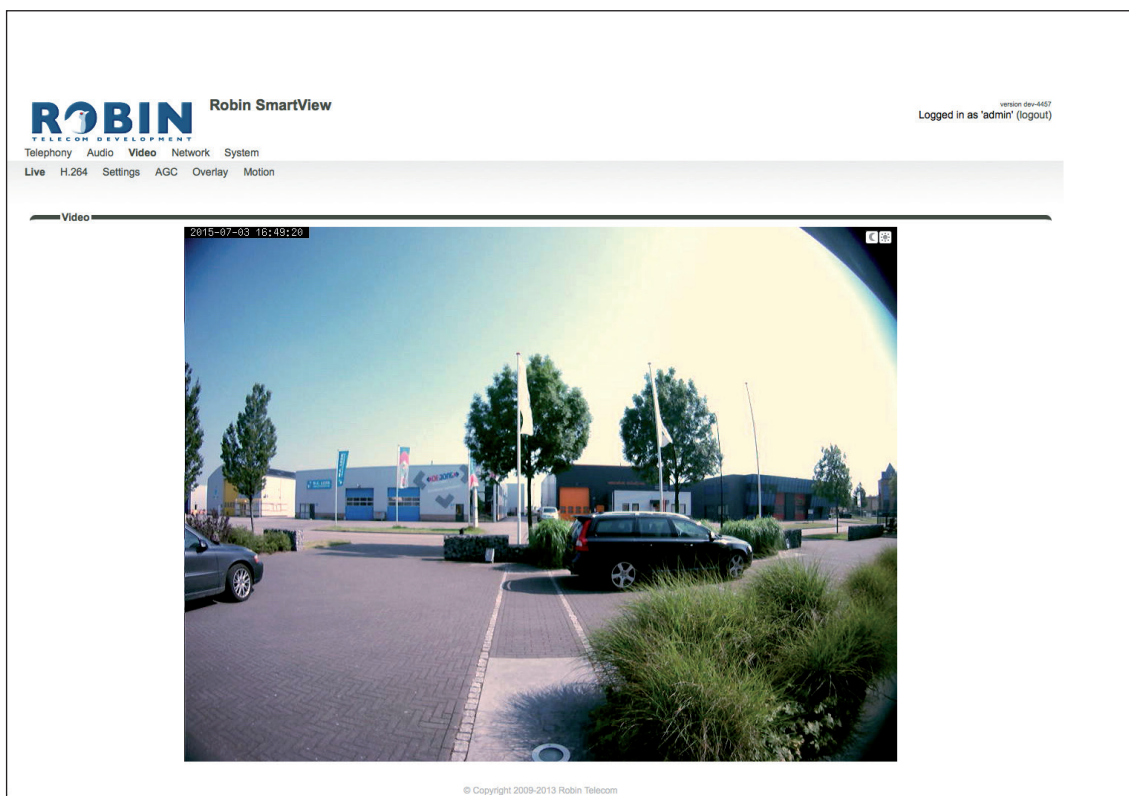 Robin SmartView
version dev-4457
Logged in as 'admin' (logout)
ROBIN
TELECOM DEVELOPMENT
Telephony Audio Video Network System
Live H.264 Settings AGC Overlay Motion
Video
2015-07-03 16:49:20
© Copyright 2009-2013 Robin Telecom